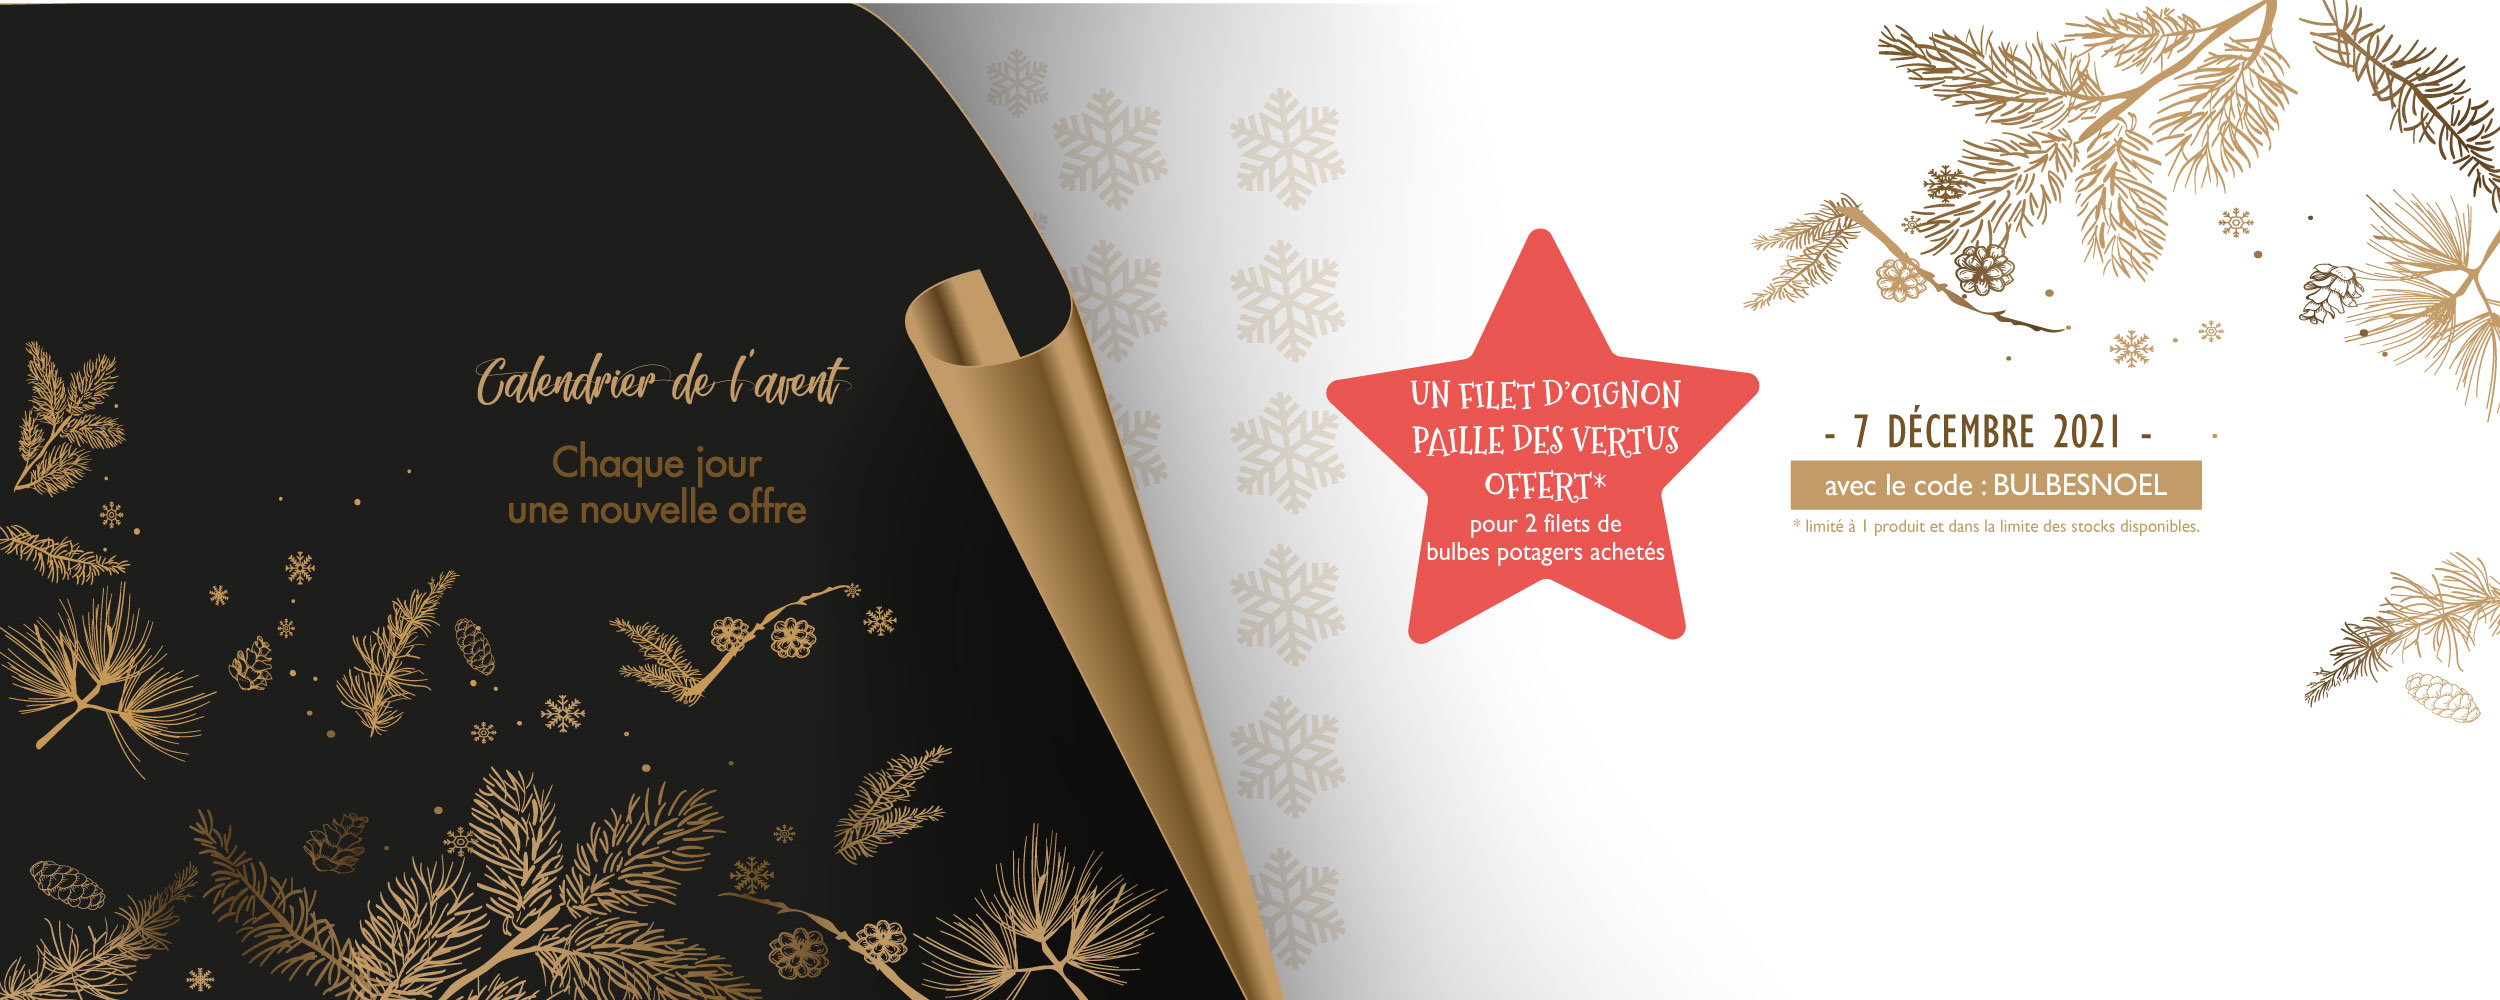 Calendrier de l'avent
Chaque jour
une nouvelle offre
UN FILET D'OIGNON
PAILLE DES VERTUS
OFFERT*
pour 2 filets de
bulbes potagers achetés
- 7 DÉCEMBRE 2021 -
avec le code : BULBESNOEL
* limité à 1 produit et dans la limite des stocks disponibles.